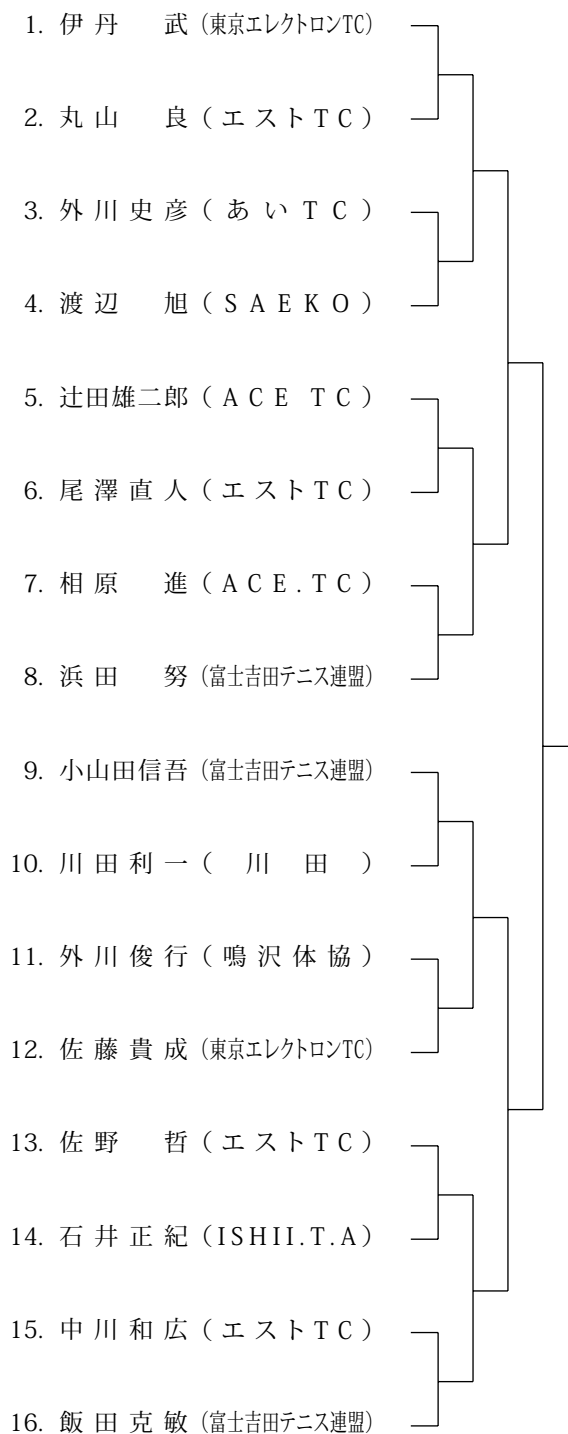 1. 伊丹　武（東京エレクトロンTC）
2. 丸山　良（エストTC）
3. 外川史彦（あいTC）
4. 渡辺　旭（SAEKO）
5. 辻田雄二郎（ACE TC）
6. 尾澤直人（エストTC）
7. 相原　進（ACE.TC）
8. 浜田　努（富士吉田テニス連盟）
9. 小山田信吾（富士吉田テニス連盟）
10. 川田利一（川田）
11. 外川俊行（鳴沢体協）
12. 佐藤貴成（東京エレクトロンTC）
13. 佐野　哲（エストTC）
14. 石井正紀（ISHII.T.A）
15. 中川和広（エストTC）
16. 飯田克敏（富士吉田テニス連盟）